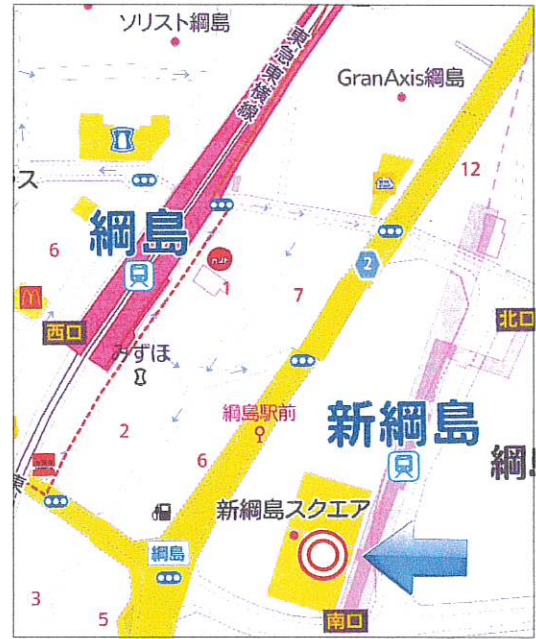 ソリスト綱島
東急東横線
GranAxis綱島
12
ス
綱島
6
2
1
7
西口
北口
みずほ
綱島駅前
新綱島
綱島
2
6
新綱島スクエア
綱島
3
5
南口
東